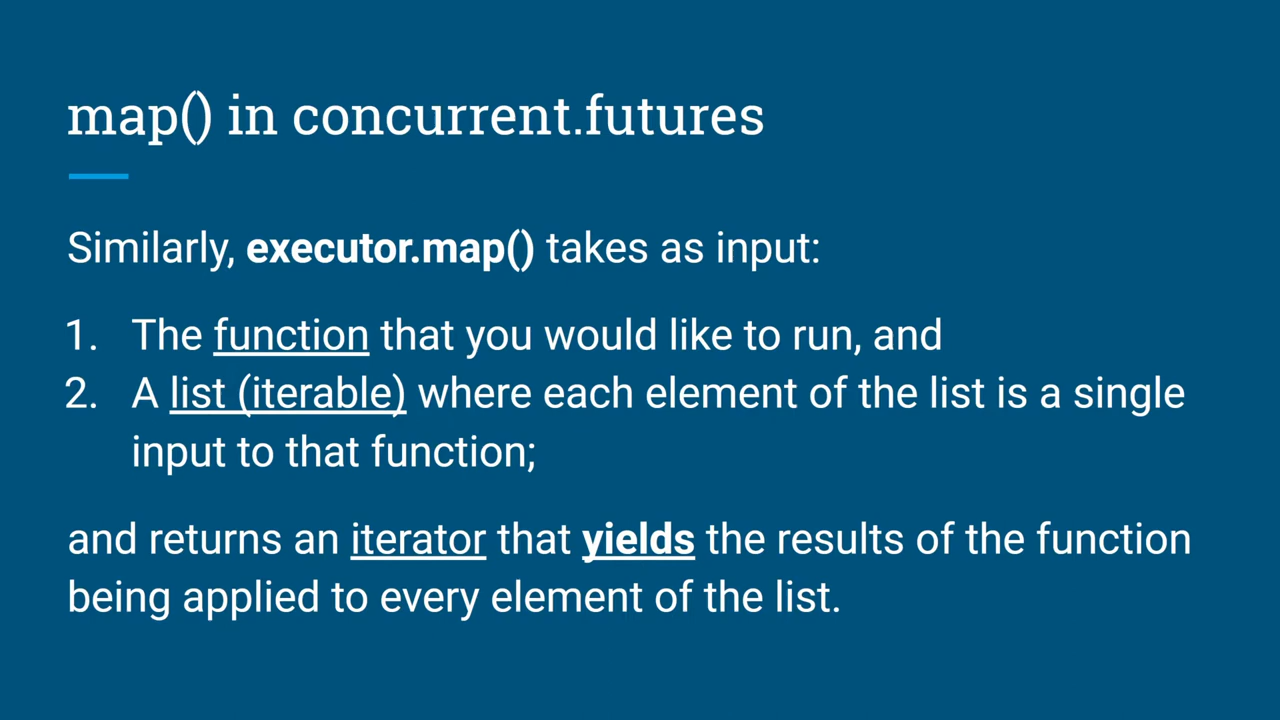 map() in concurrent.futures
Similarly, executor.map() takes as input:
1. The function that you would like to run, and
2. A list (iterable) where each element of the list is a single
input to that function;
and returns an iterator that yields the results of the function
being applied to every element of the list.